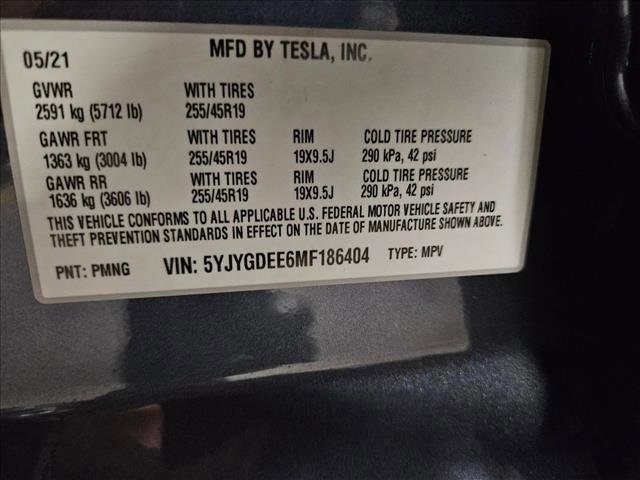 05/21 MFD BY TESLA, INC.
GVWR WITH TIRES
2591 kg (5712 lb) 255/45R19
GAWR FRT WITH TIRES RIM COLD TIRE PRESSURE
1363 kg (3004 lb) 255/45R19 19X9.5J 290 kPa, 42 psi
GAWR RR WITH TIRES RIM COLD TIRE PRESSURE
1636 kg (3606 lb) 255/45R19 19X9.5J 290 kPa, 42 psi
THIS VEHICLE CONFORMS TO ALL APPLICABLE U.S. FEDERAL MOTOR VEHICLE SAFETY AND
THEFT PREVENTION STANDARDS IN EFFECT ON THE DATE OF MANUFACTURE SHOWN ABOVE.
PNT: PMNG VIN: 5YJYGDEE6MF186404 TYPE: MPV